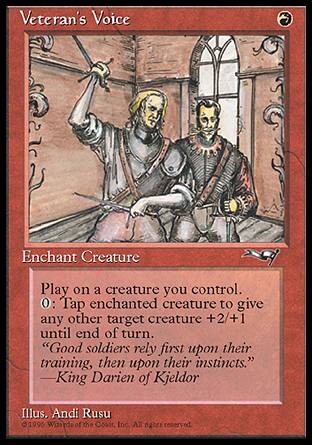 Veteran's Voice
Enchant Creature
Play on a creature you control.
0: Tap enchanted creature to give
any other target creature +2/+1
until end of turn.
"Good soldiers rely first upon their
training, then upon their instincts."
—King Darien of Kjeldor
Illus. Andi Rusu
© 1996 Wizards of the Coast, Inc. All rights reserved.